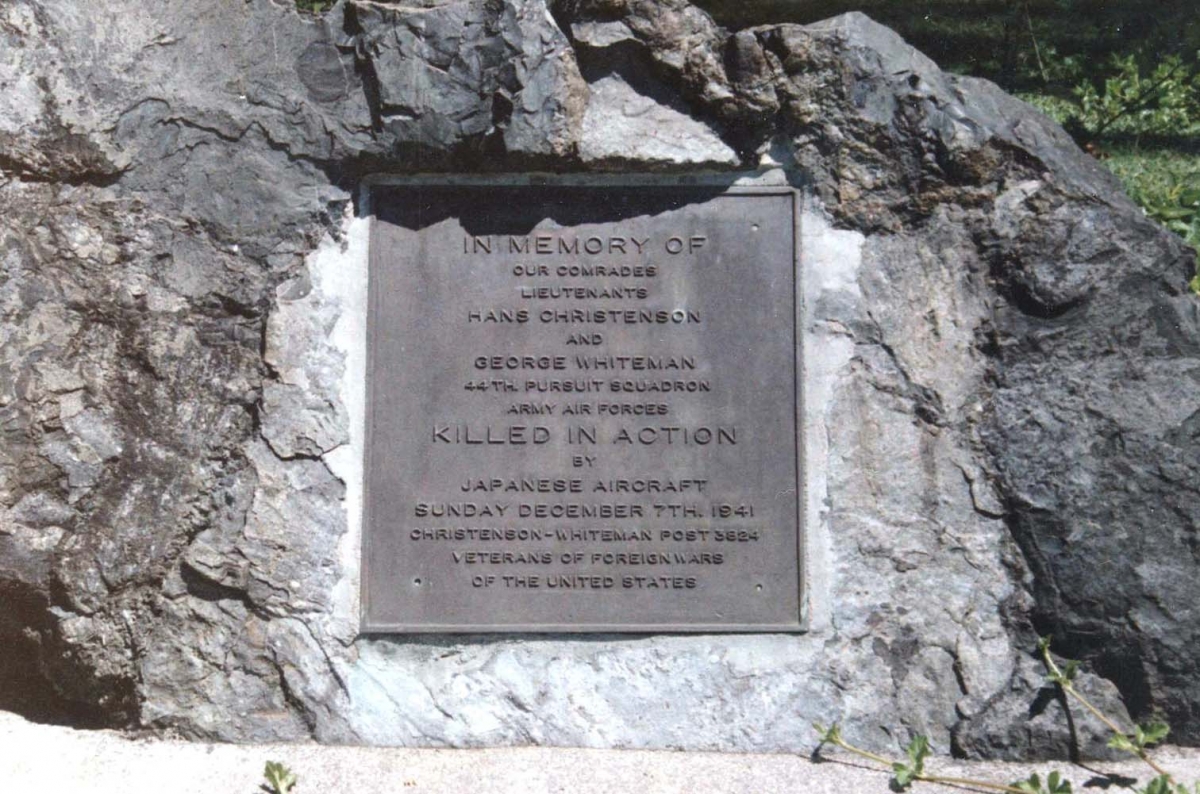 IN MEMORY OF
OUR COMRADES
LIEUTENANTS
HANS CHRISTENSON
AND
GEORGE WHITEMAN
44TH. PURSUIT SQUADRON
ARMY AIR FORCES
KILLED IN ACTION
BY
JAPANESE AIRCRAFT
SUNDAY DECEMBER 7TH. 1941
CHRISTENSON-WHITEMAN POST 3624
VETERANS OF FOREIGN WARS
OF THE UNITED STATES